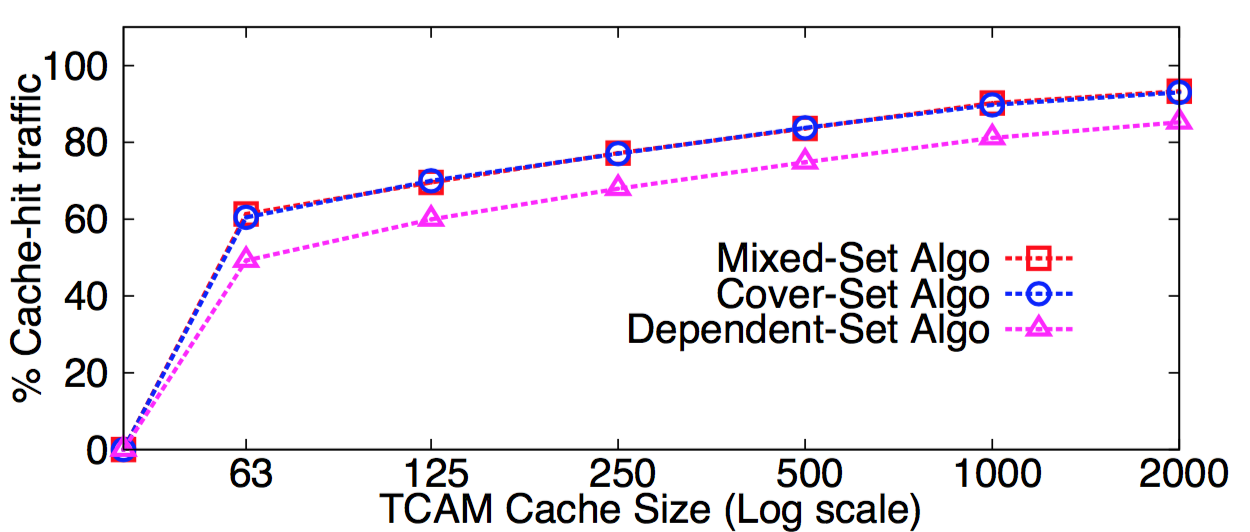 % Cache-hit traffic
100
80
60
40
20
0
Mixed-Set Algo
Cover-Set Algo
Dependent-Set Algo
63 125 250 500 1000 2000
TCAM Cache Size (Log scale)